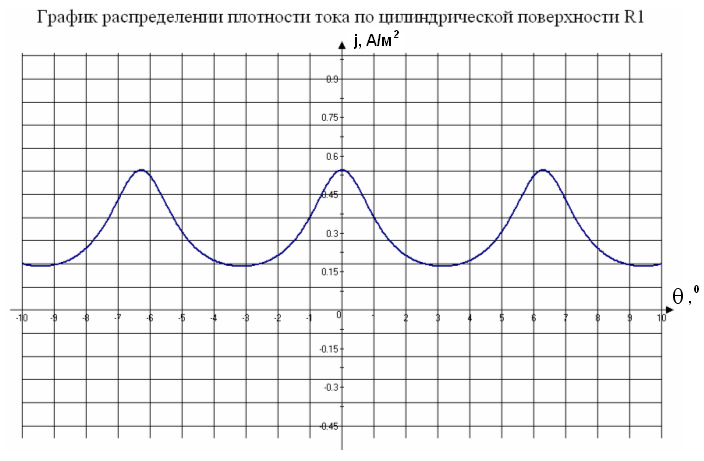 График распределении плотности тока по цилиндрической поверхности R1
j, А/м²
0.9
0.75
0.6
0.45
0.3
0.15
θ ,⁰
-10 -9 -8 -7 -6 -5 -4 -3 -2 -1 0 1 2 3 4 5 6 7 8 9 10
-0.15
-0.3
-0.45